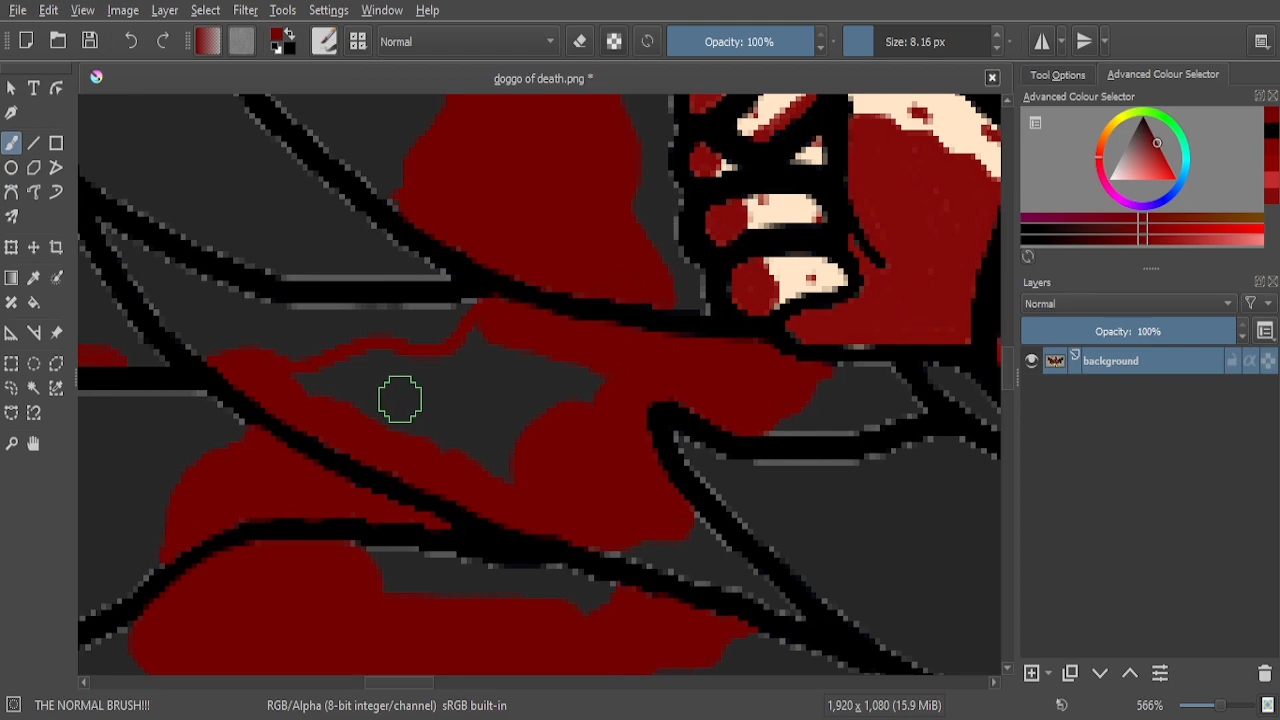 File Edit View Image Layer Select Filter Tools Settings Window Help
Normal Opacity: 100% Size: 8.16 px
doggo of death.png *
Tool Options Advanced Colour Selector
Advanced Colour Selector
Layers
Normal
Opacity: 100%
background
THE NORMAL BRUSH!!! RGB/Alpha (8-bit integer/channel) sRGB built-in 1,920 x 1,080 (15.9 MiB) 566%